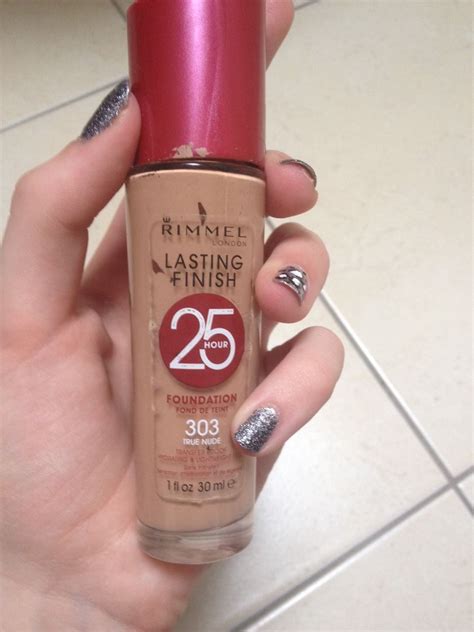 RIMMEL
LONDON
LASTING
FINISH
25
HOUR
FOUNDATION
FOND DE TEINT
303
TRUE NUDE
1 fl oz 30 ml e